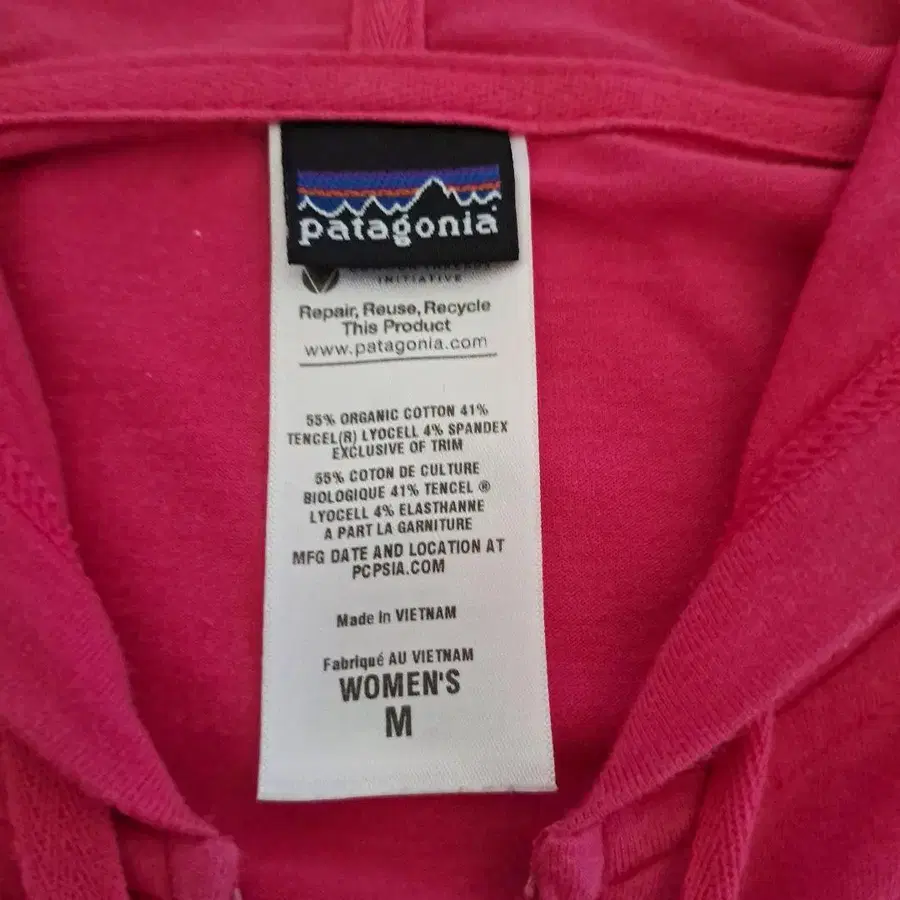 patagonia
INITIATIVE
Repair, Reuse, Recycle
This Product
www.patagonia.com
55% ORGANIC COTTON 41%
TENCEL(R) LYOCELL 4% SPANDEX
EXCLUSIVE OF TRIM
55% COTON DE CULTURE
BIOLOGIQUE 41% TENCEL ®
LYOCELL 4% ELASTHANNE
A PART LA GARNITURE
MFG DATE AND LOCATION AT
PCPSIA.COM
Made in VIETNAM
Fabriqué AU VIETNAM
WOMEN'S
M